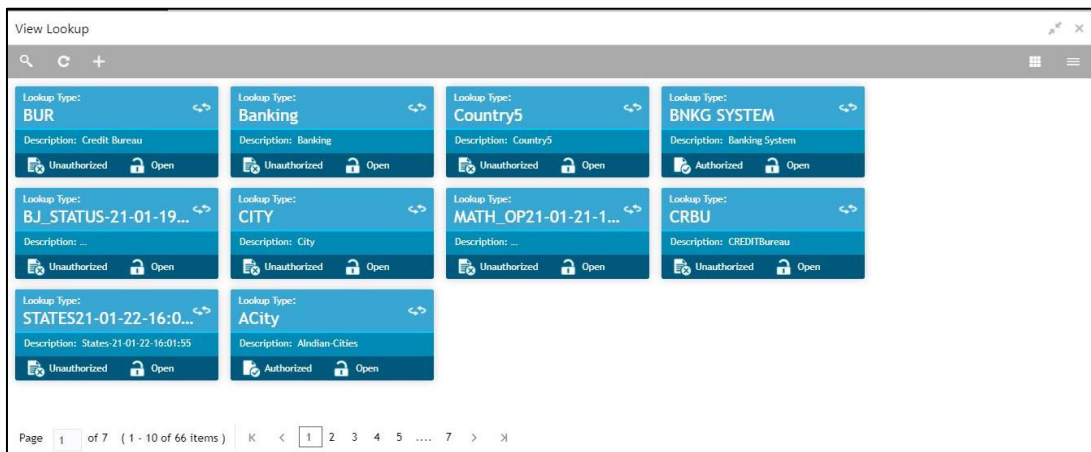 View Lookup
Lookup Type:
BUR
Description: Credit Bureau
Unauthorized Open
Lookup Type:
Banking
Description: Banking
Unauthorized Open
Lookup Type:
Country5
Description: Country5
Unauthorized Open
Lookup Type:
BNKG SYSTEM
Description: Banking System
Authorized Open
Lookup Type:
BJ_STATUS-21-01-19...
Description: ...
Unauthorized Open
Lookup Type:
CITY
Description: City
Unauthorized Open
Lookup Type:
MATH_OP21-01-21-1...
Description: ...
Unauthorized Open
Lookup Type:
CRBU
Description: CREDITBureau
Unauthorized Open
Lookup Type:
STATES21-01-22-16:0...
Description: States-21-01-22-16:01:55
Unauthorized Open
Lookup Type:
ACity
Description: AIndian-Cities
Authorized Open
Page 1 of 7 ( 1 - 10 of 66 items ) 1 2 3 4 5 .... 7